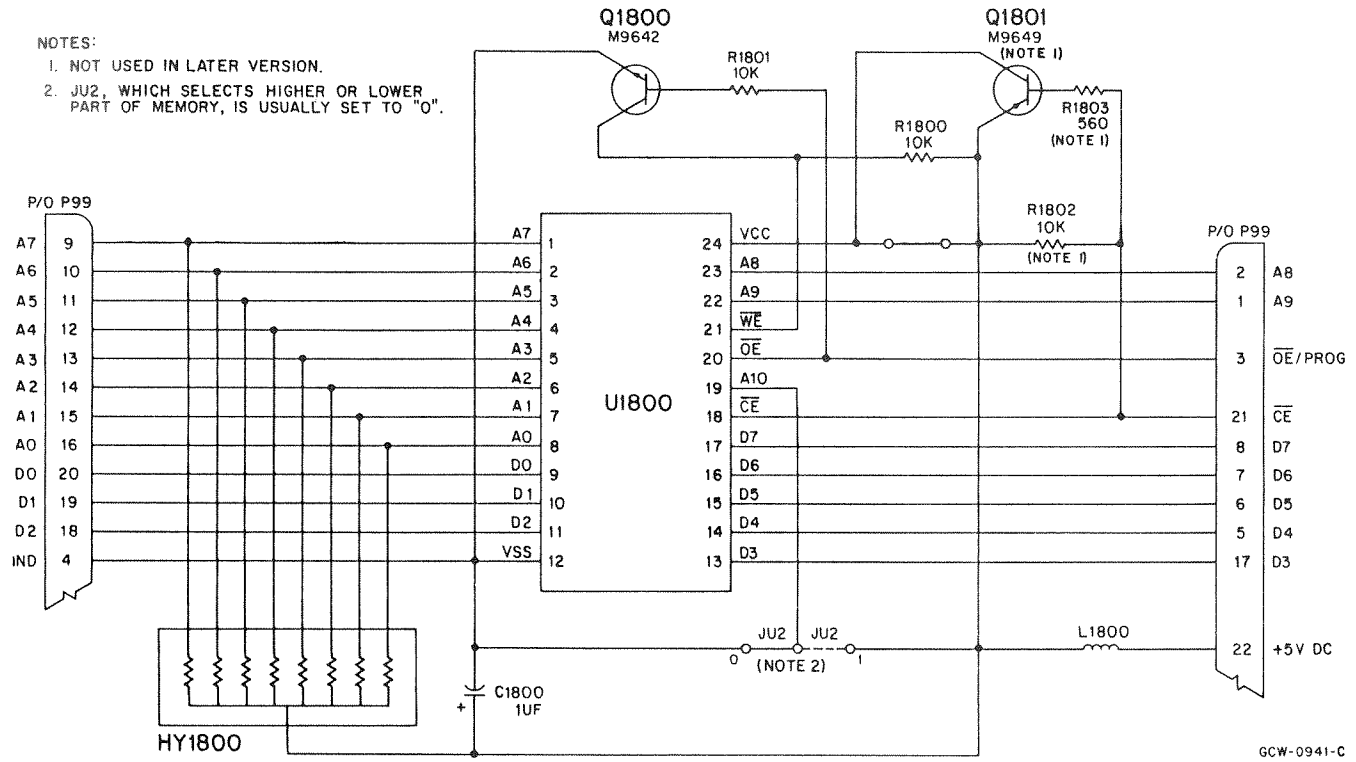 NOTES:
1. NOT USED IN LATER VERSION.
2. JU2, WHICH SELECTS HIGHER OR LOWER
PART OF MEMORY, IS USUALLY SET TO "0".
Q1800
M9642
R1801
10K
Q1801
M9649
(NOTE 1)
R1803
560
(NOTE 1)
R1800
10K
R1802
10K
(NOTE 1)
P/O P99
A7 9
A6 10
A5 11
A4 12
A3 13
A2 14
A1 15
A0 16
D0 20
D1 19
D2 18
IND 4
A7 1
A6 2
A5 3
A4 4
A3 5
A2 6
A1 7
A0 8
D0 9
D1 10
D2 11
VSS 12
U1800
24 VCC
23 A8
22 A9
21 WE
20 OE
19 A10
18 CE
17 D7
16 D6
15 D5
14 D4
13 D3
P/O P99
2 A8
1 A9
3 OE/PROG
21 CE
8 D7
7 D6
6 D5
5 D4
17 D3
22 +5V DC
JU2 JU2
0 1
(NOTE 2)
L1800
C1800
1UF
+
HY1800
GCW-0941-C